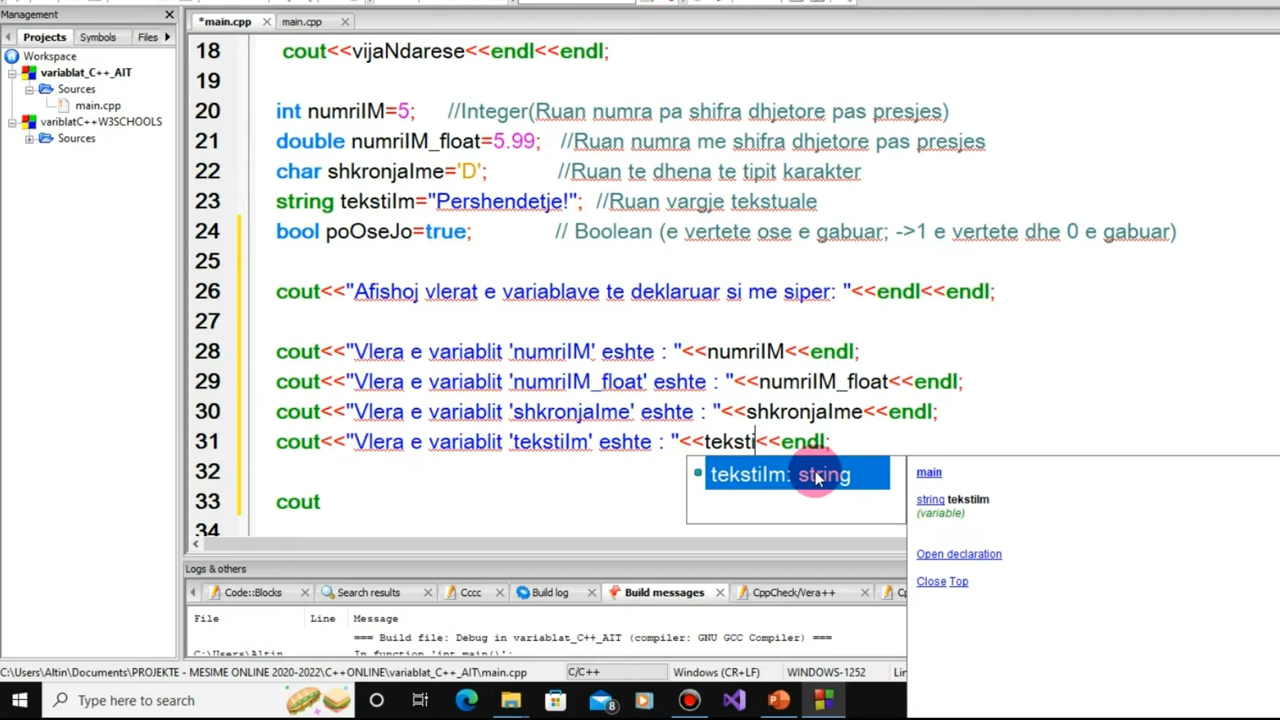 Management
*main.cpp
main.cpp
Projects
Symbols
Files
Workspace
variablat_C++_AIT
Sources
main.cpp
variblatC++W3SCHOOLS
Sources
18 cout<<vijaNdarese<<endl<<endl;
19
20 int numriIM=5; //Integer(Ruan numra pa shifra dhjetore pas presjes)
21 double numriIM_float=5.99; //Ruan numra me shifra dhjetore pas presjes
22 char shkronjaIme='D'; //Ruan te dhena te tipit karakter
23 string tekstiIm="Pershendetje!"; //Ruan vargje tekstuale
24 bool poOseJo=true; // Boolean (e vertete ose e gabuar; ->1 e vertete dhe 0 e gabuar)
25
26 cout<<"Afishoj vlerat e variablave te deklaruar si me siper: "<<endl<<endl;
27
28 cout<<"Vlera e variablit 'numriIM' eshte : "<<numriIM<<endl;
29 cout<<"Vlera e variablit 'numriIM_float' eshte : "<<numriIM_float<<endl;
30 cout<<"Vlera e variablit 'shkronjaIme' eshte : "<<shkronjaIme<<endl;
31 cout<<"Vlera e variablit 'tekstiIm' eshte : "<<teksti<<endl;
32
33 cout
34
tekstiIm: string
main
string tekstiIm
(variable)
Open declaration
Close Top
Logs & others
Code::Blocks
Search results
Cccc
Build log
Build messages
CppCheck/Vera++
File Line Message
=== Build file: Debug in variablat_C++_AIT (compiler: GNU GCC Compiler) ===
C:\Users\Altin\Documents\PROJEKTE - MESIME ONLINE 2020-2022\C++ONLINE\variablat_C++_AIT\main.cpp
C/C++
Windows (CR+LF)
WINDOWS-1252
Type here to search
8